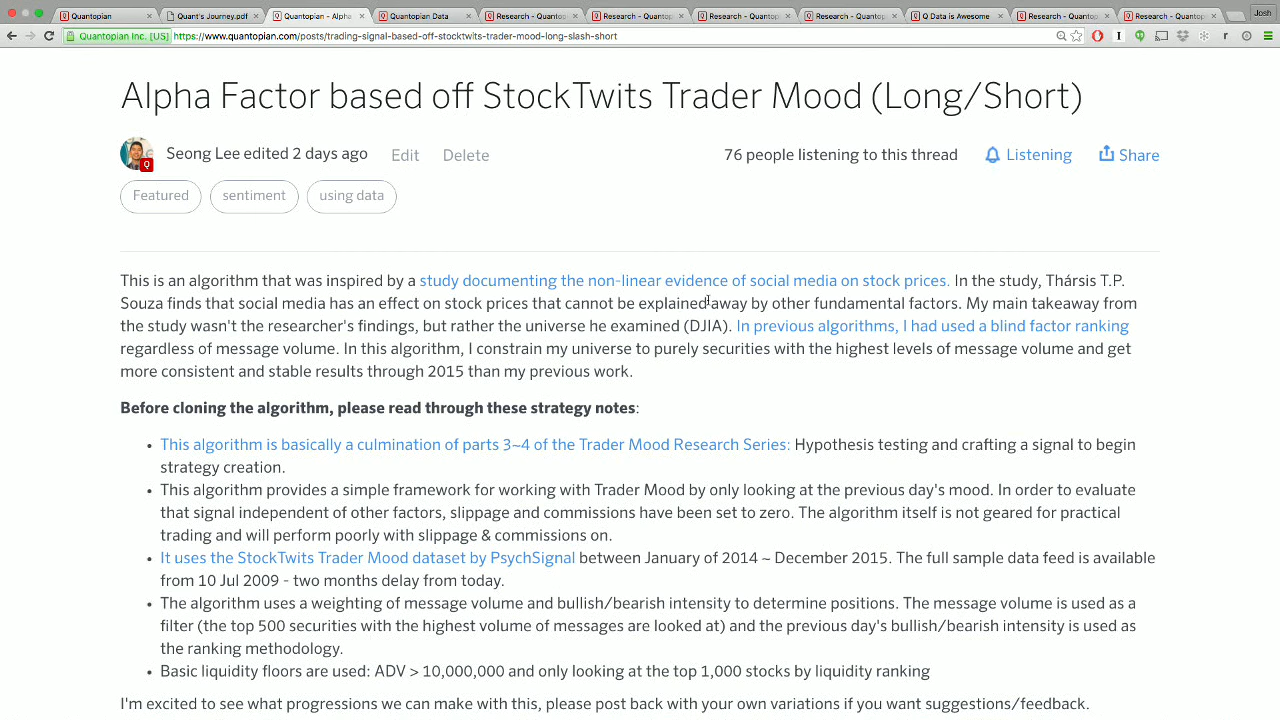 Quantopian
Quant's Journey.pdf
Quantopian - Alpha
Quantopian Data
Research - Quantop
Research - Quantop
Research - Quantop
Research - Quantop
Q Data is Awesome
Research - Quantop
Research - Quantop
Josh
Quantopian Inc. [US] https://www.quantopian.com/posts/trading-signal-based-off-stocktwits-trader-mood-long-slash-short
Alpha Factor based off StockTwits Trader Mood (Long/Short)
Q
Seong Lee edited 2 days ago Edit Delete 76 people listening to this thread Listening Share
Featured sentiment using data
This is an algorithm that was inspired by a study documenting the non-linear evidence of social media on stock prices. In the study, Thársis T.P.
Souza finds that social media has an effect on stock prices that cannot be explained away by other fundamental factors. My main takeaway from
the study wasn't the researcher's findings, but rather the universe he examined (DJIA). In previous algorithms, I had used a blind factor ranking
regardless of message volume. In this algorithm, I constrain my universe to purely securities with the highest levels of message volume and get
more consistent and stable results through 2015 than my previous work.
Before cloning the algorithm, please read through these strategy notes:
• This algorithm is basically a culmination of parts 3~4 of the Trader Mood Research Series: Hypothesis testing and crafting a signal to begin
strategy creation.
• This algorithm provides a simple framework for working with Trader Mood by only looking at the previous day's mood. In order to evaluate
that signal independent of other factors, slippage and commissions have been set to zero. The algorithm itself is not geared for practical
trading and will perform poorly with slippage & commissions on.
• It uses the StockTwits Trader Mood dataset by PsychSignal between January of 2014 ~ December 2015. The full sample data feed is available
from 10 Jul 2009 - two months delay from today.
• The algorithm uses a weighting of message volume and bullish/bearish intensity to determine positions. The message volume is used as a
filter (the top 500 securities with the highest volume of messages are looked at) and the previous day's bullish/bearish intensity is used as
the ranking methodology.
• Basic liquidity floors are used: ADV > 10,000,000 and only looking at the top 1,000 stocks by liquidity ranking
I'm excited to see what progressions we can make with this, please post back with your own variations if you want suggestions/feedback.